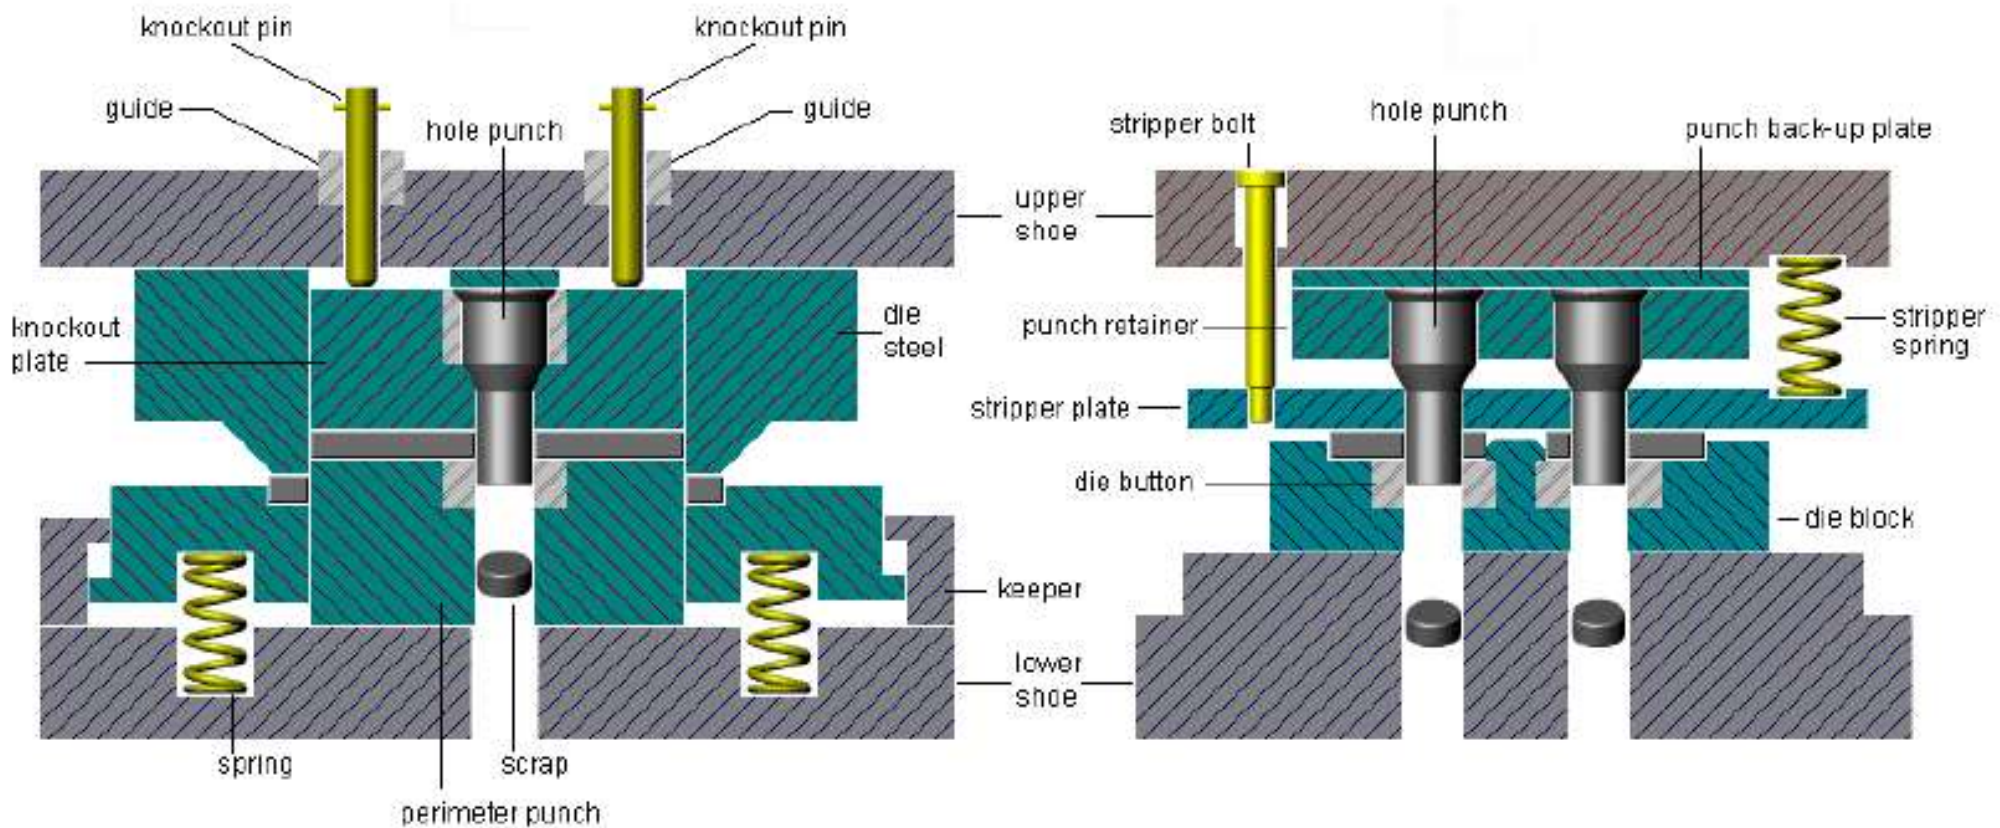 knockout pin
knockout pin
guide
hole punch
guide
stripper bolt
hole punch
punch back-up plate
upper
shoe
knockout
plate
die
steel
punch retainer
stripper
spring
stripper plate
die button
die block
keeper
lower
shoe
spring
scrap
perimeter punch